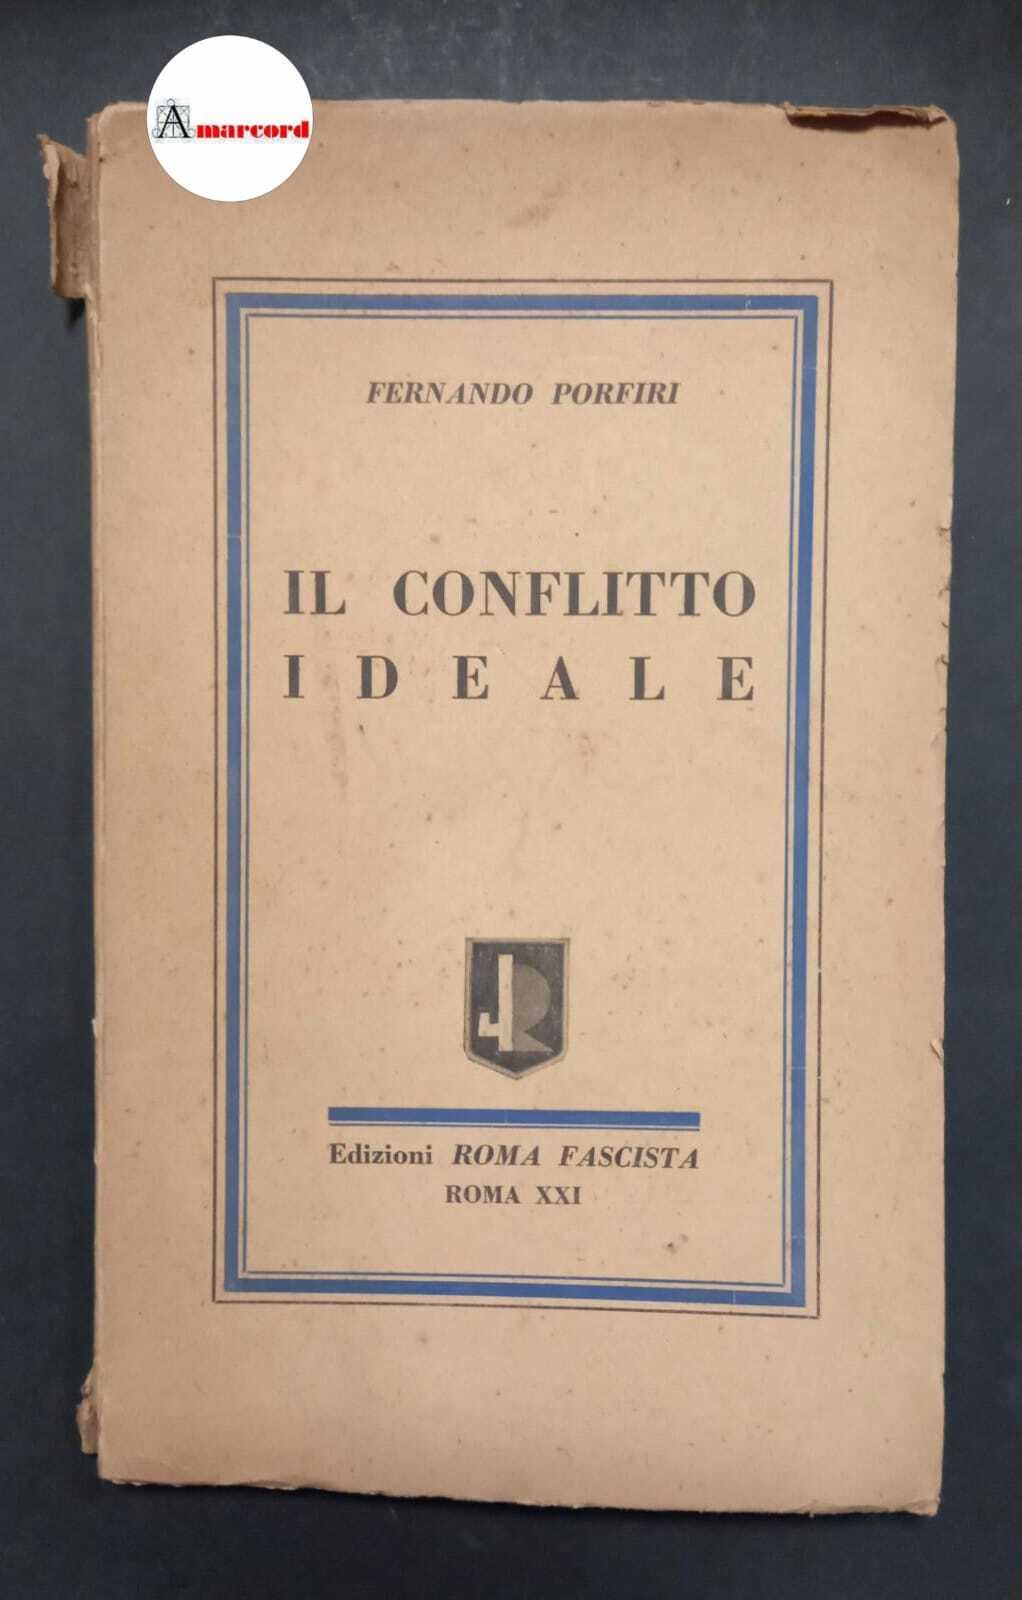 Amarcord
FERNANDO PORFIRI
IL CONFLITTO
IDEALE
Edizioni ROMA FASCISTA
ROMA XXI